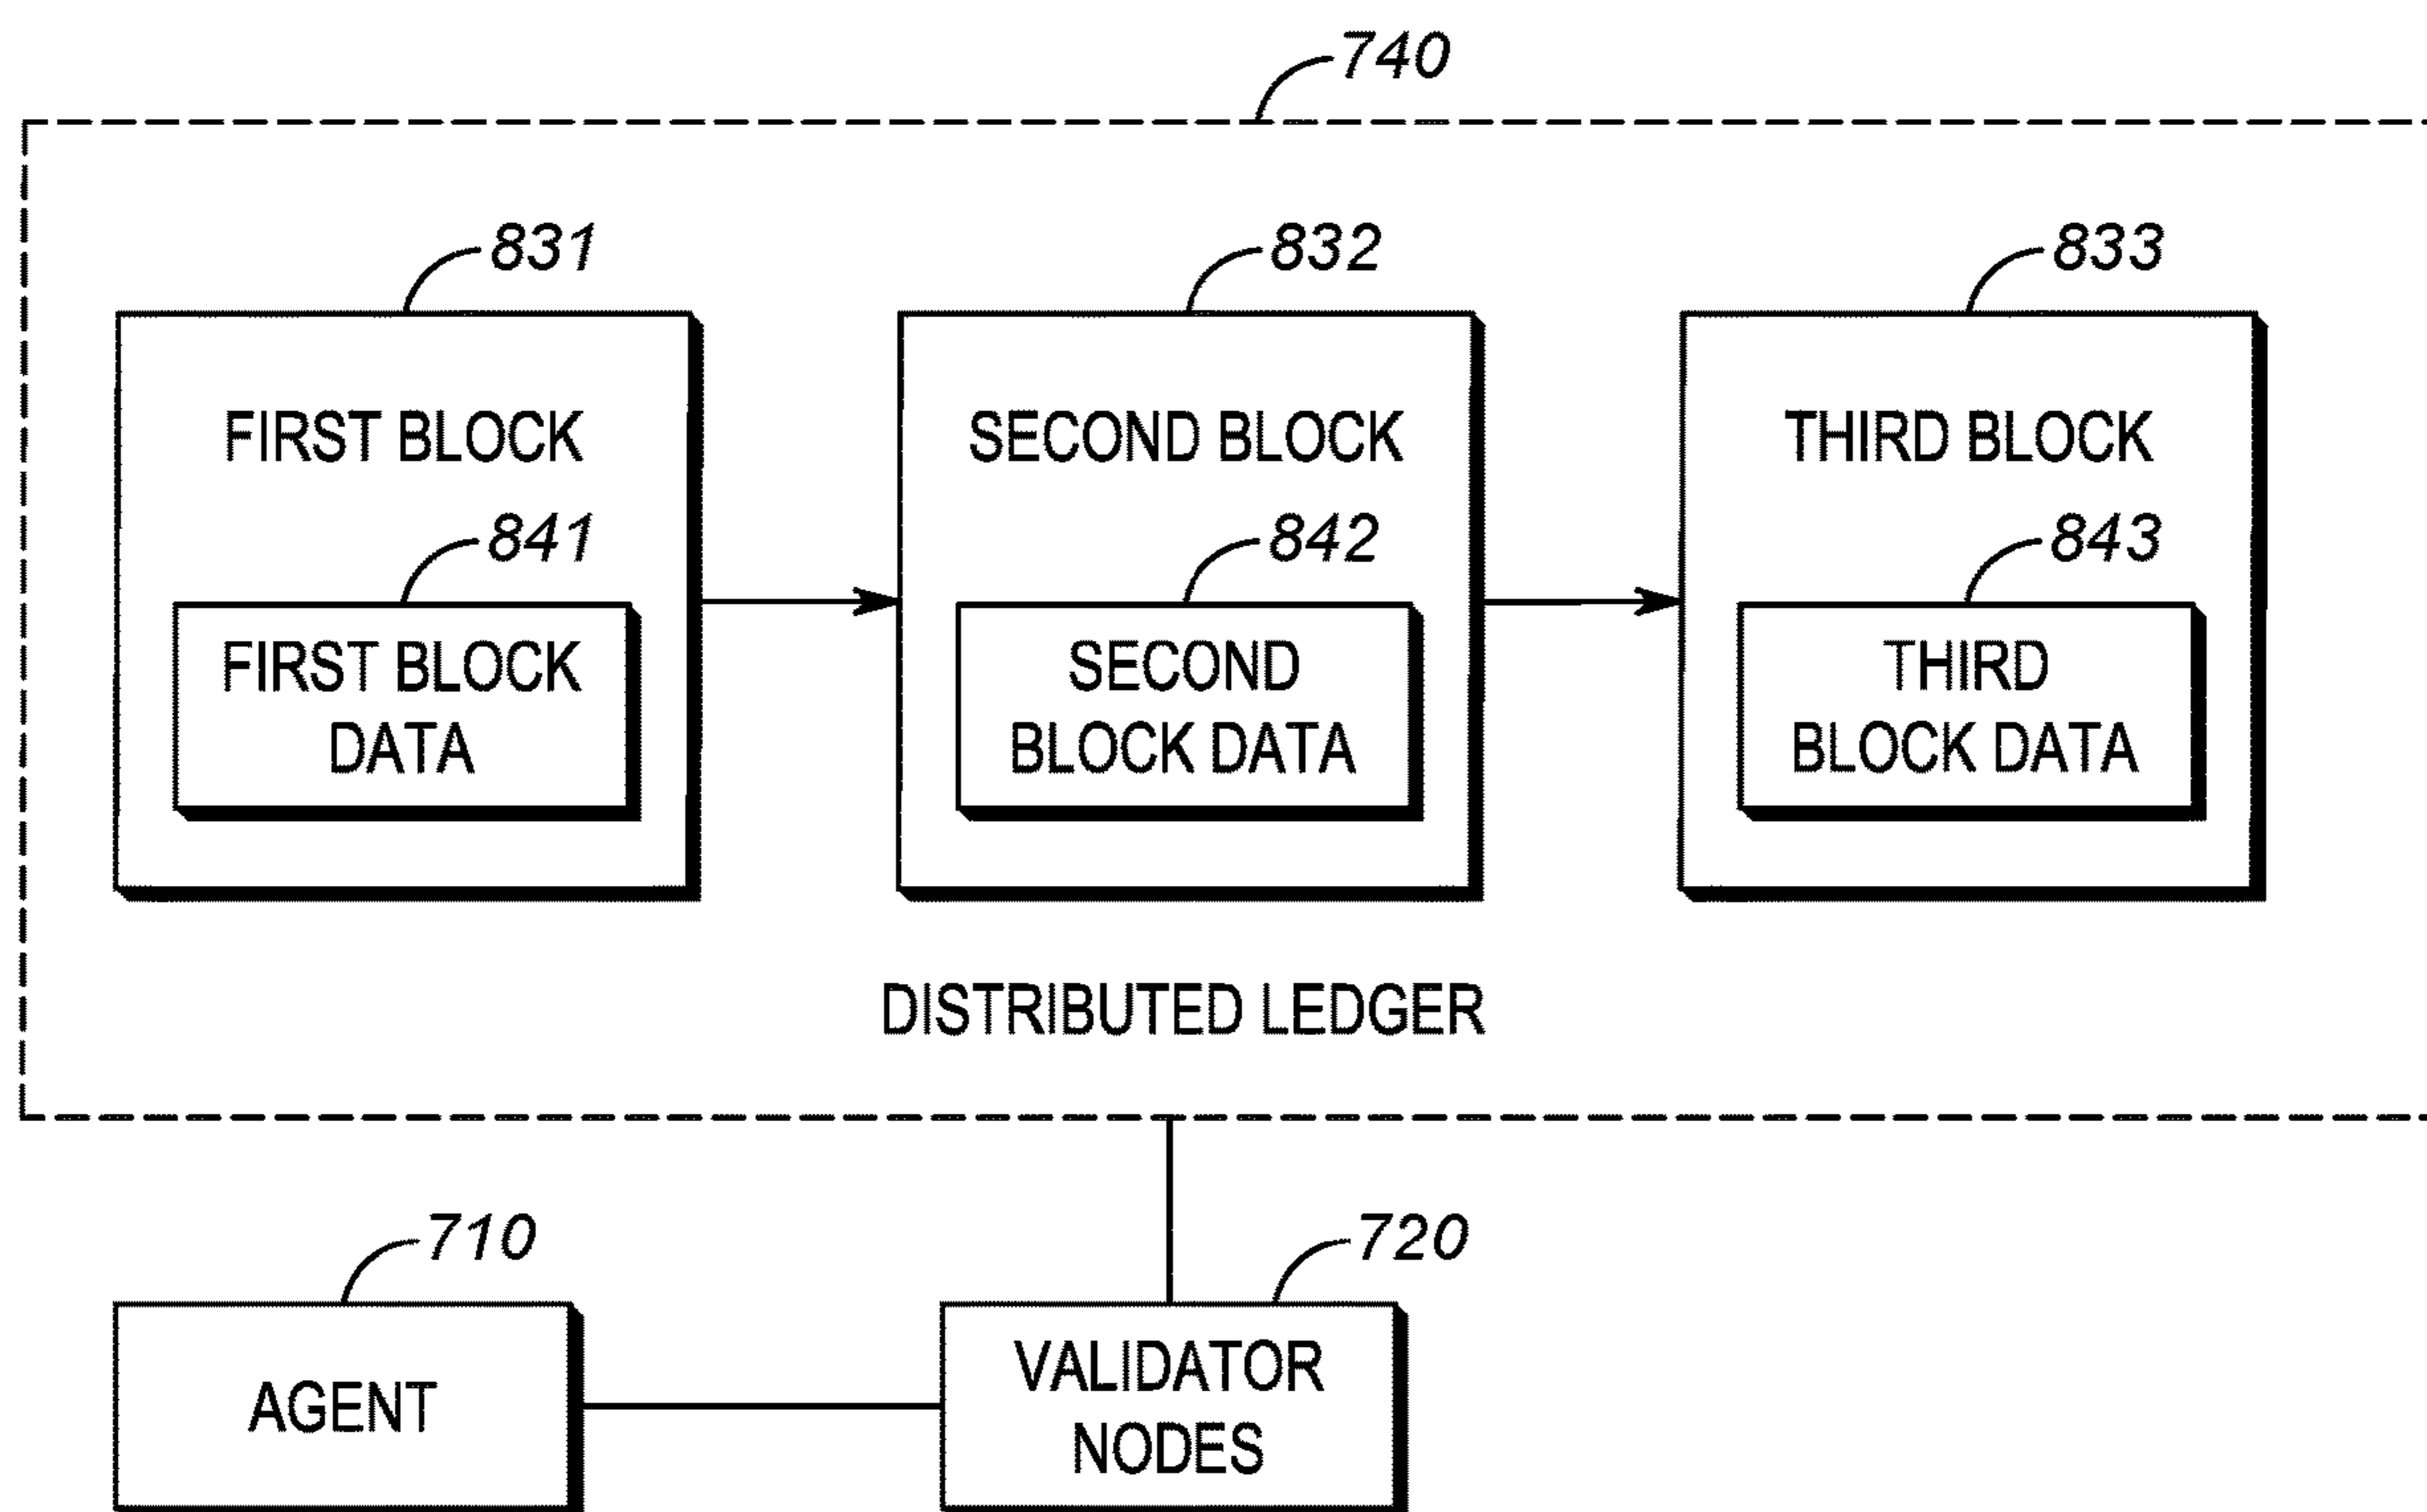 740
831
832
833
FIRST BLOCK
SECOND BLOCK
THIRD BLOCK
841
842
843
FIRST BLOCK
DATA
SECOND
BLOCK DATA
THIRD
BLOCK DATA
DISTRIBUTED LEDGER
710
720
AGENT
VALIDATOR
NODES